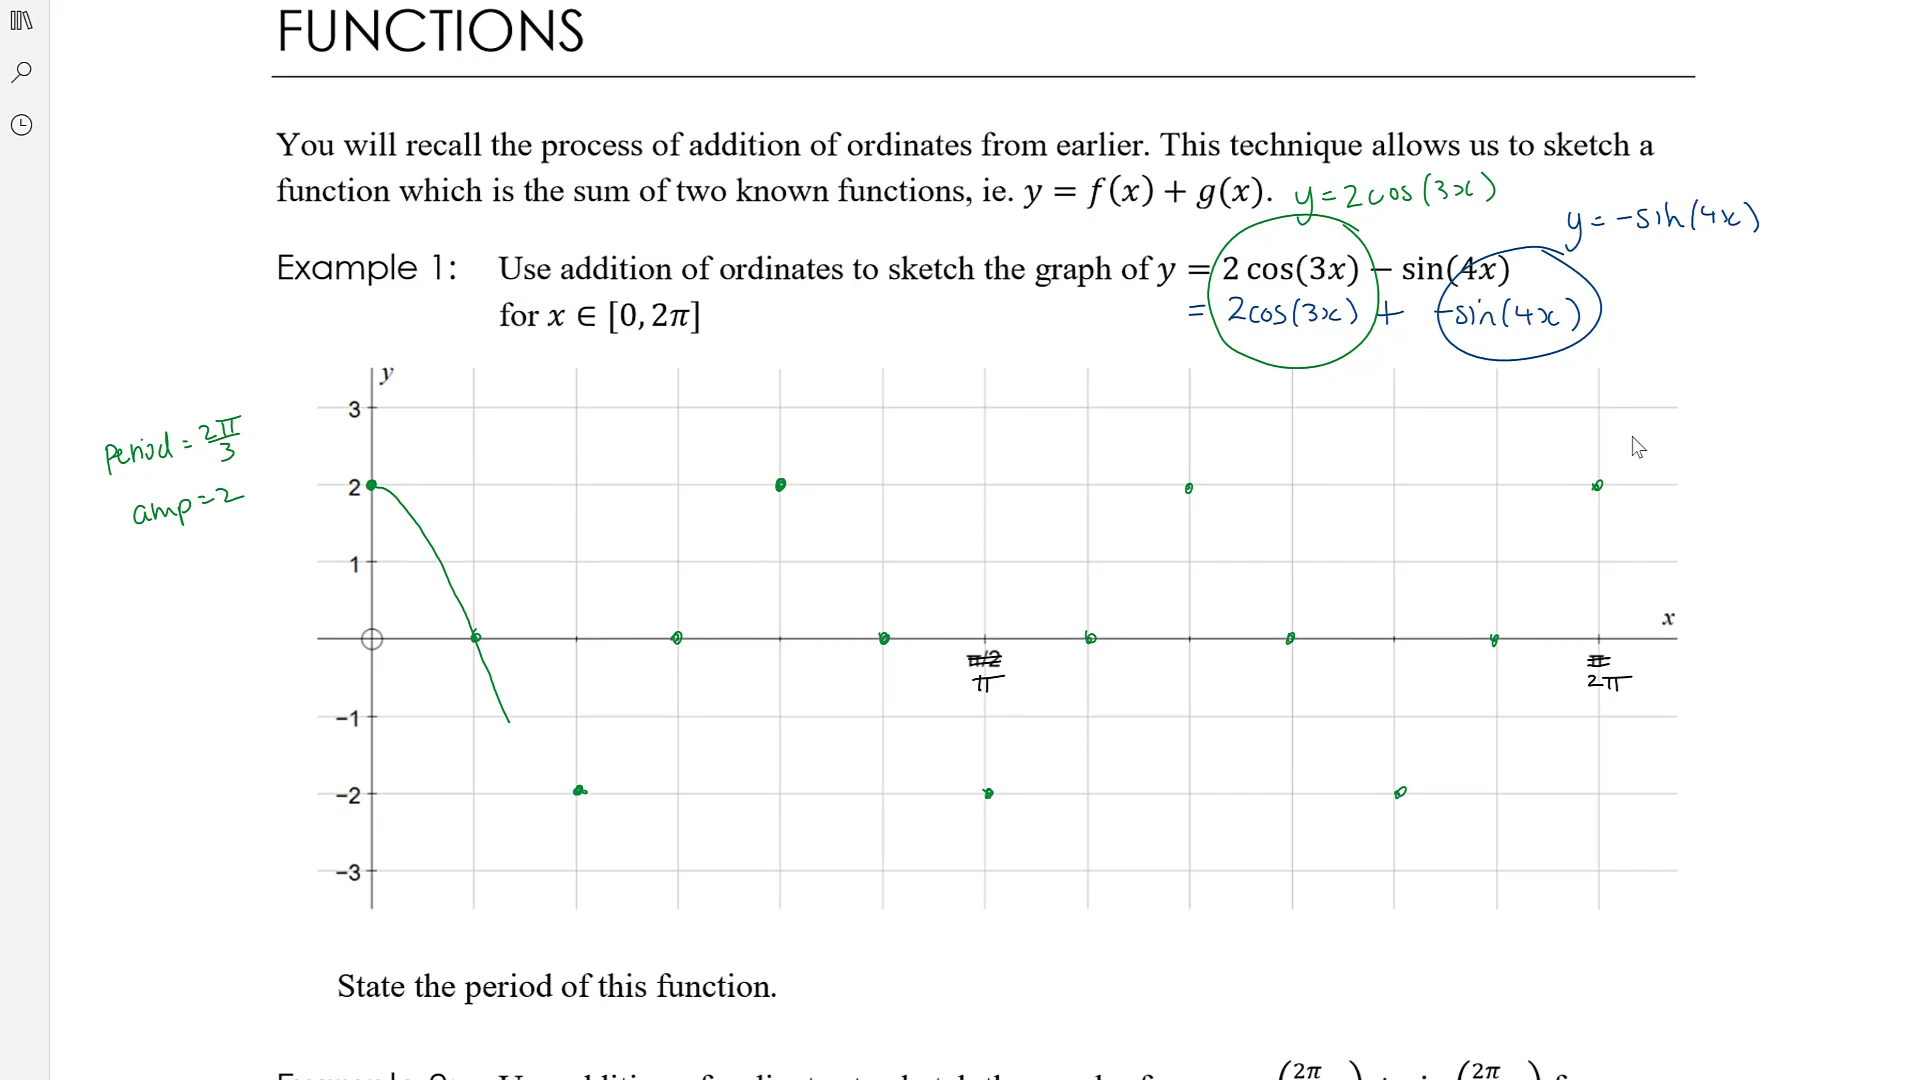 FUNCTIONS
You will recall the process of addition of ordinates from earlier. This technique allows us to sketch a
function which is the sum of two known functions, ie. y = f(x) + g(x). y=2cos(3x)
y = -sin(4x)
Example 1: Use addition of ordinates to sketch the graph of y = 2 cos(3x) − sin(4x)
for x ∈ [0, 2π]
= 2cos(3x) + -sin(4x)
y
3
Period = 2π/3
2
amp=2
1
x
π/2
π
π
2π
−1
−2
−3
State the period of this function.